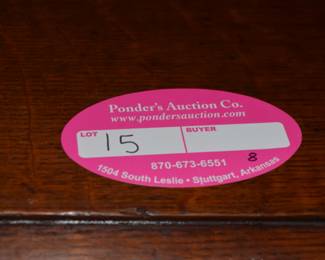 Ponder's Auction Co.
www.pondersauction.com
LOT 15 BUYER
870-673-6551 8
1504 South Leslie • Stuttgart, Arkansas